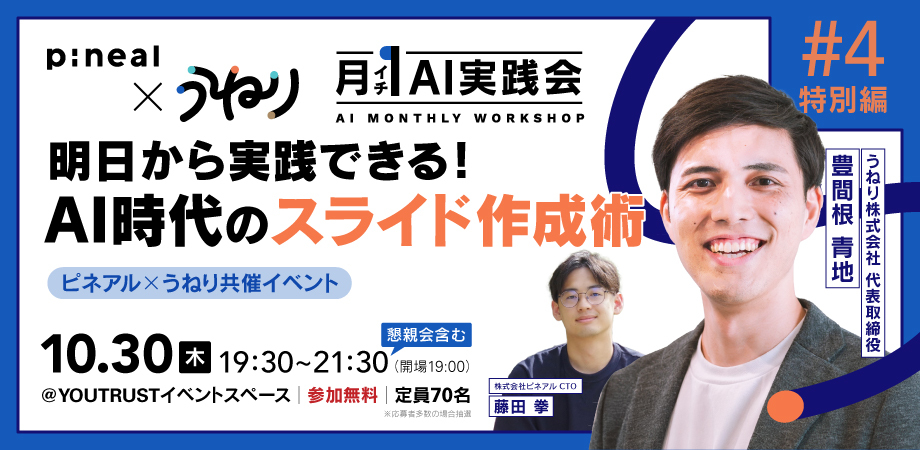 p:neal
×
うねり
月イチ AI実践会
AI MONTHLY WORKSHOP
#4
特別編
明日から実践できる!
AI時代のスライド作成術
ピネアル×うねり共催イベント
10.30 木 19:30~21:30
懇親会含む
(開場19:00)
@YOUTRUSTイベントスペース|参加無料|定員70名
※応募者多数の場合抽選
株式会社ピネアル CTO
藤田 拳
うねり株式会社 代表取締役
豊間根 青地